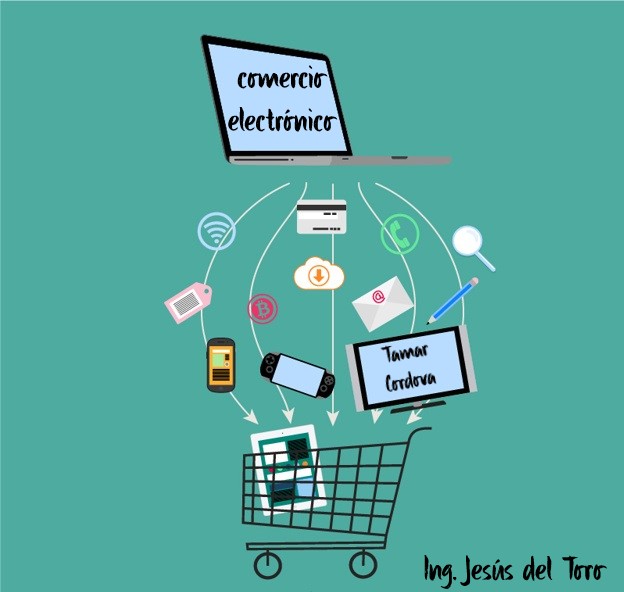 comercio
electrónico
@
Tamar
Cordova
Ing. Jesús del Toro